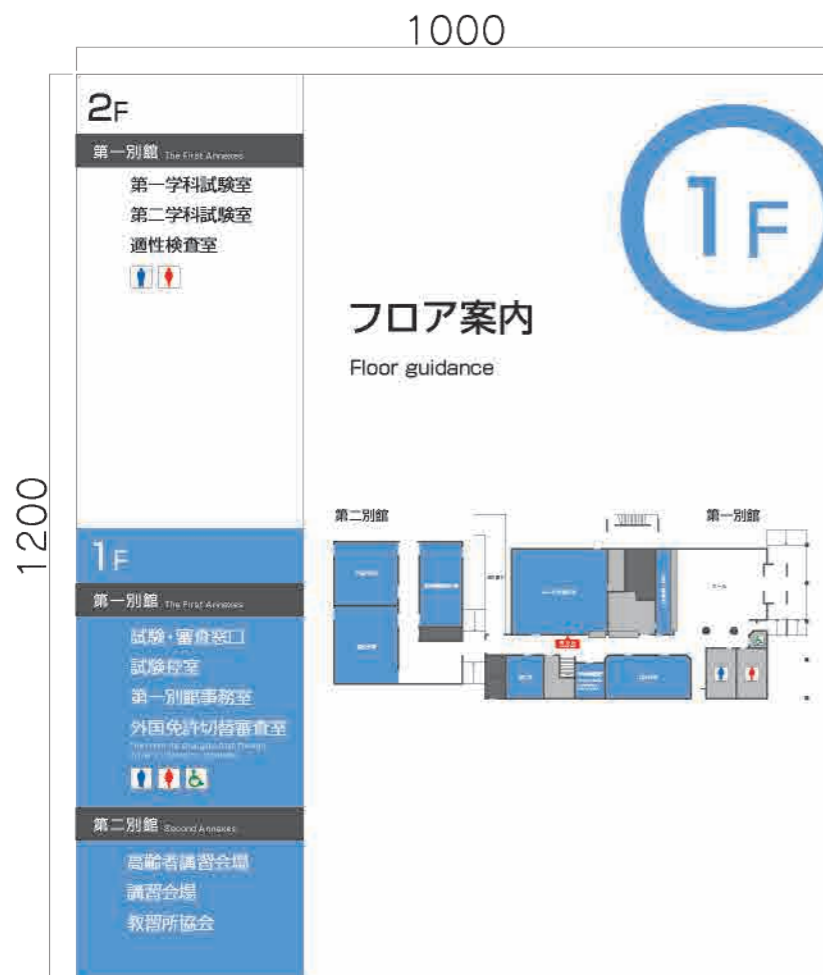 1000
1200
2F
第一別館 The First Annexes
第一学科試験室
第二学科試験室
適性検査室
1F
フロア案内
Floor guidance
第二別館
第一別館
1F
第一別館 The First Annexes
試験・審査窓口
試験控室
第一別館事務室
外国免許切替審査室
第二別館 Second Annexes
高齢者講習会場
講習会場
教習所協会